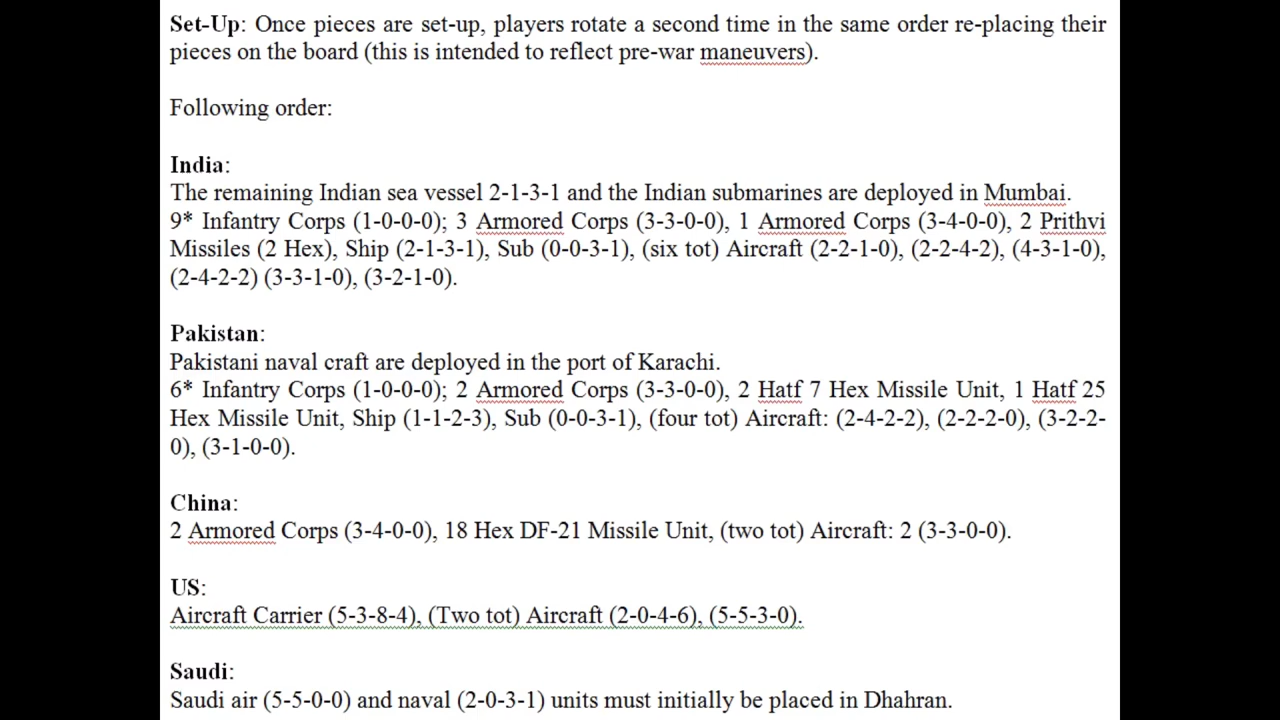 Set-Up: Once pieces are set-up, players rotate a second time in the same order re-placing their
pieces on the board (this is intended to reflect pre-war maneuvers).
Following order:
India:
The remaining Indian sea vessel 2-1-3-1 and the Indian submarines are deployed in Mumbai.
9* Infantry Corps (1-0-0-0); 3 Armored Corps (3-3-0-0), 1 Armored Corps (3-4-0-0), 2 Prithvi
Missiles (2 Hex), Ship (2-1-3-1), Sub (0-0-3-1), (six tot) Aircraft (2-2-1-0), (2-2-4-2), (4-3-1-0),
(2-4-2-2) (3-3-1-0), (3-2-1-0).
Pakistan:
Pakistani naval craft are deployed in the port of Karachi.
6* Infantry Corps (1-0-0-0); 2 Armored Corps (3-3-0-0), 2 Hatf 7 Hex Missile Unit, 1 Hatf 25
Hex Missile Unit, Ship (1-1-2-3), Sub (0-0-3-1), (four tot) Aircraft: (2-4-2-2), (2-2-2-0), (3-2-2-
0), (3-1-0-0).
China:
2 Armored Corps (3-4-0-0), 18 Hex DF-21 Missile Unit, (two tot) Aircraft: 2 (3-3-0-0).
US:
Aircraft Carrier (5-3-8-4), (Two tot) Aircraft (2-0-4-6), (5-5-3-0).
Saudi:
Saudi air (5-5-0-0) and naval (2-0-3-1) units must initially be placed in Dhahran.